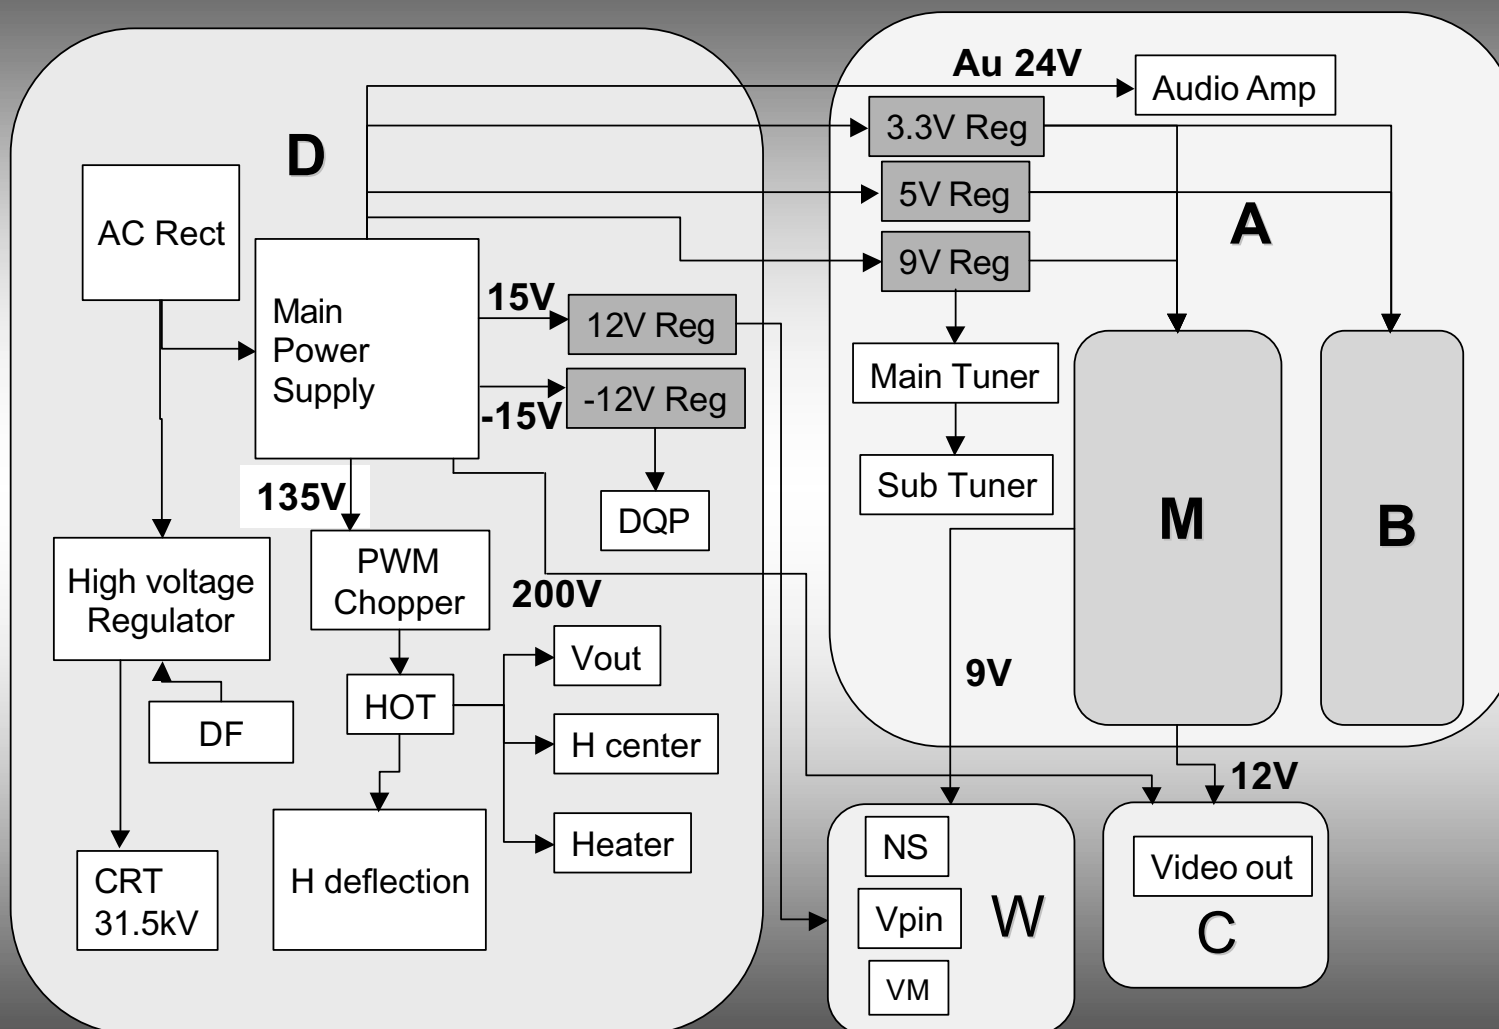 Au 24V
Audio Amp
D
3.3V Reg
5V Reg
A
AC Rect
9V Reg
Main
Power
Supply
15V
12V Reg
-15V
-12V Reg
Main Tuner
Sub Tuner
135V
DQP
M
B
PWM
Chopper
200V
High voltage
Regulator
Vout
9V
HOT
DF
H center
12V
Heater
NS
Video out
CRT
31.5kV
H deflection
Vpin
W
C
VM